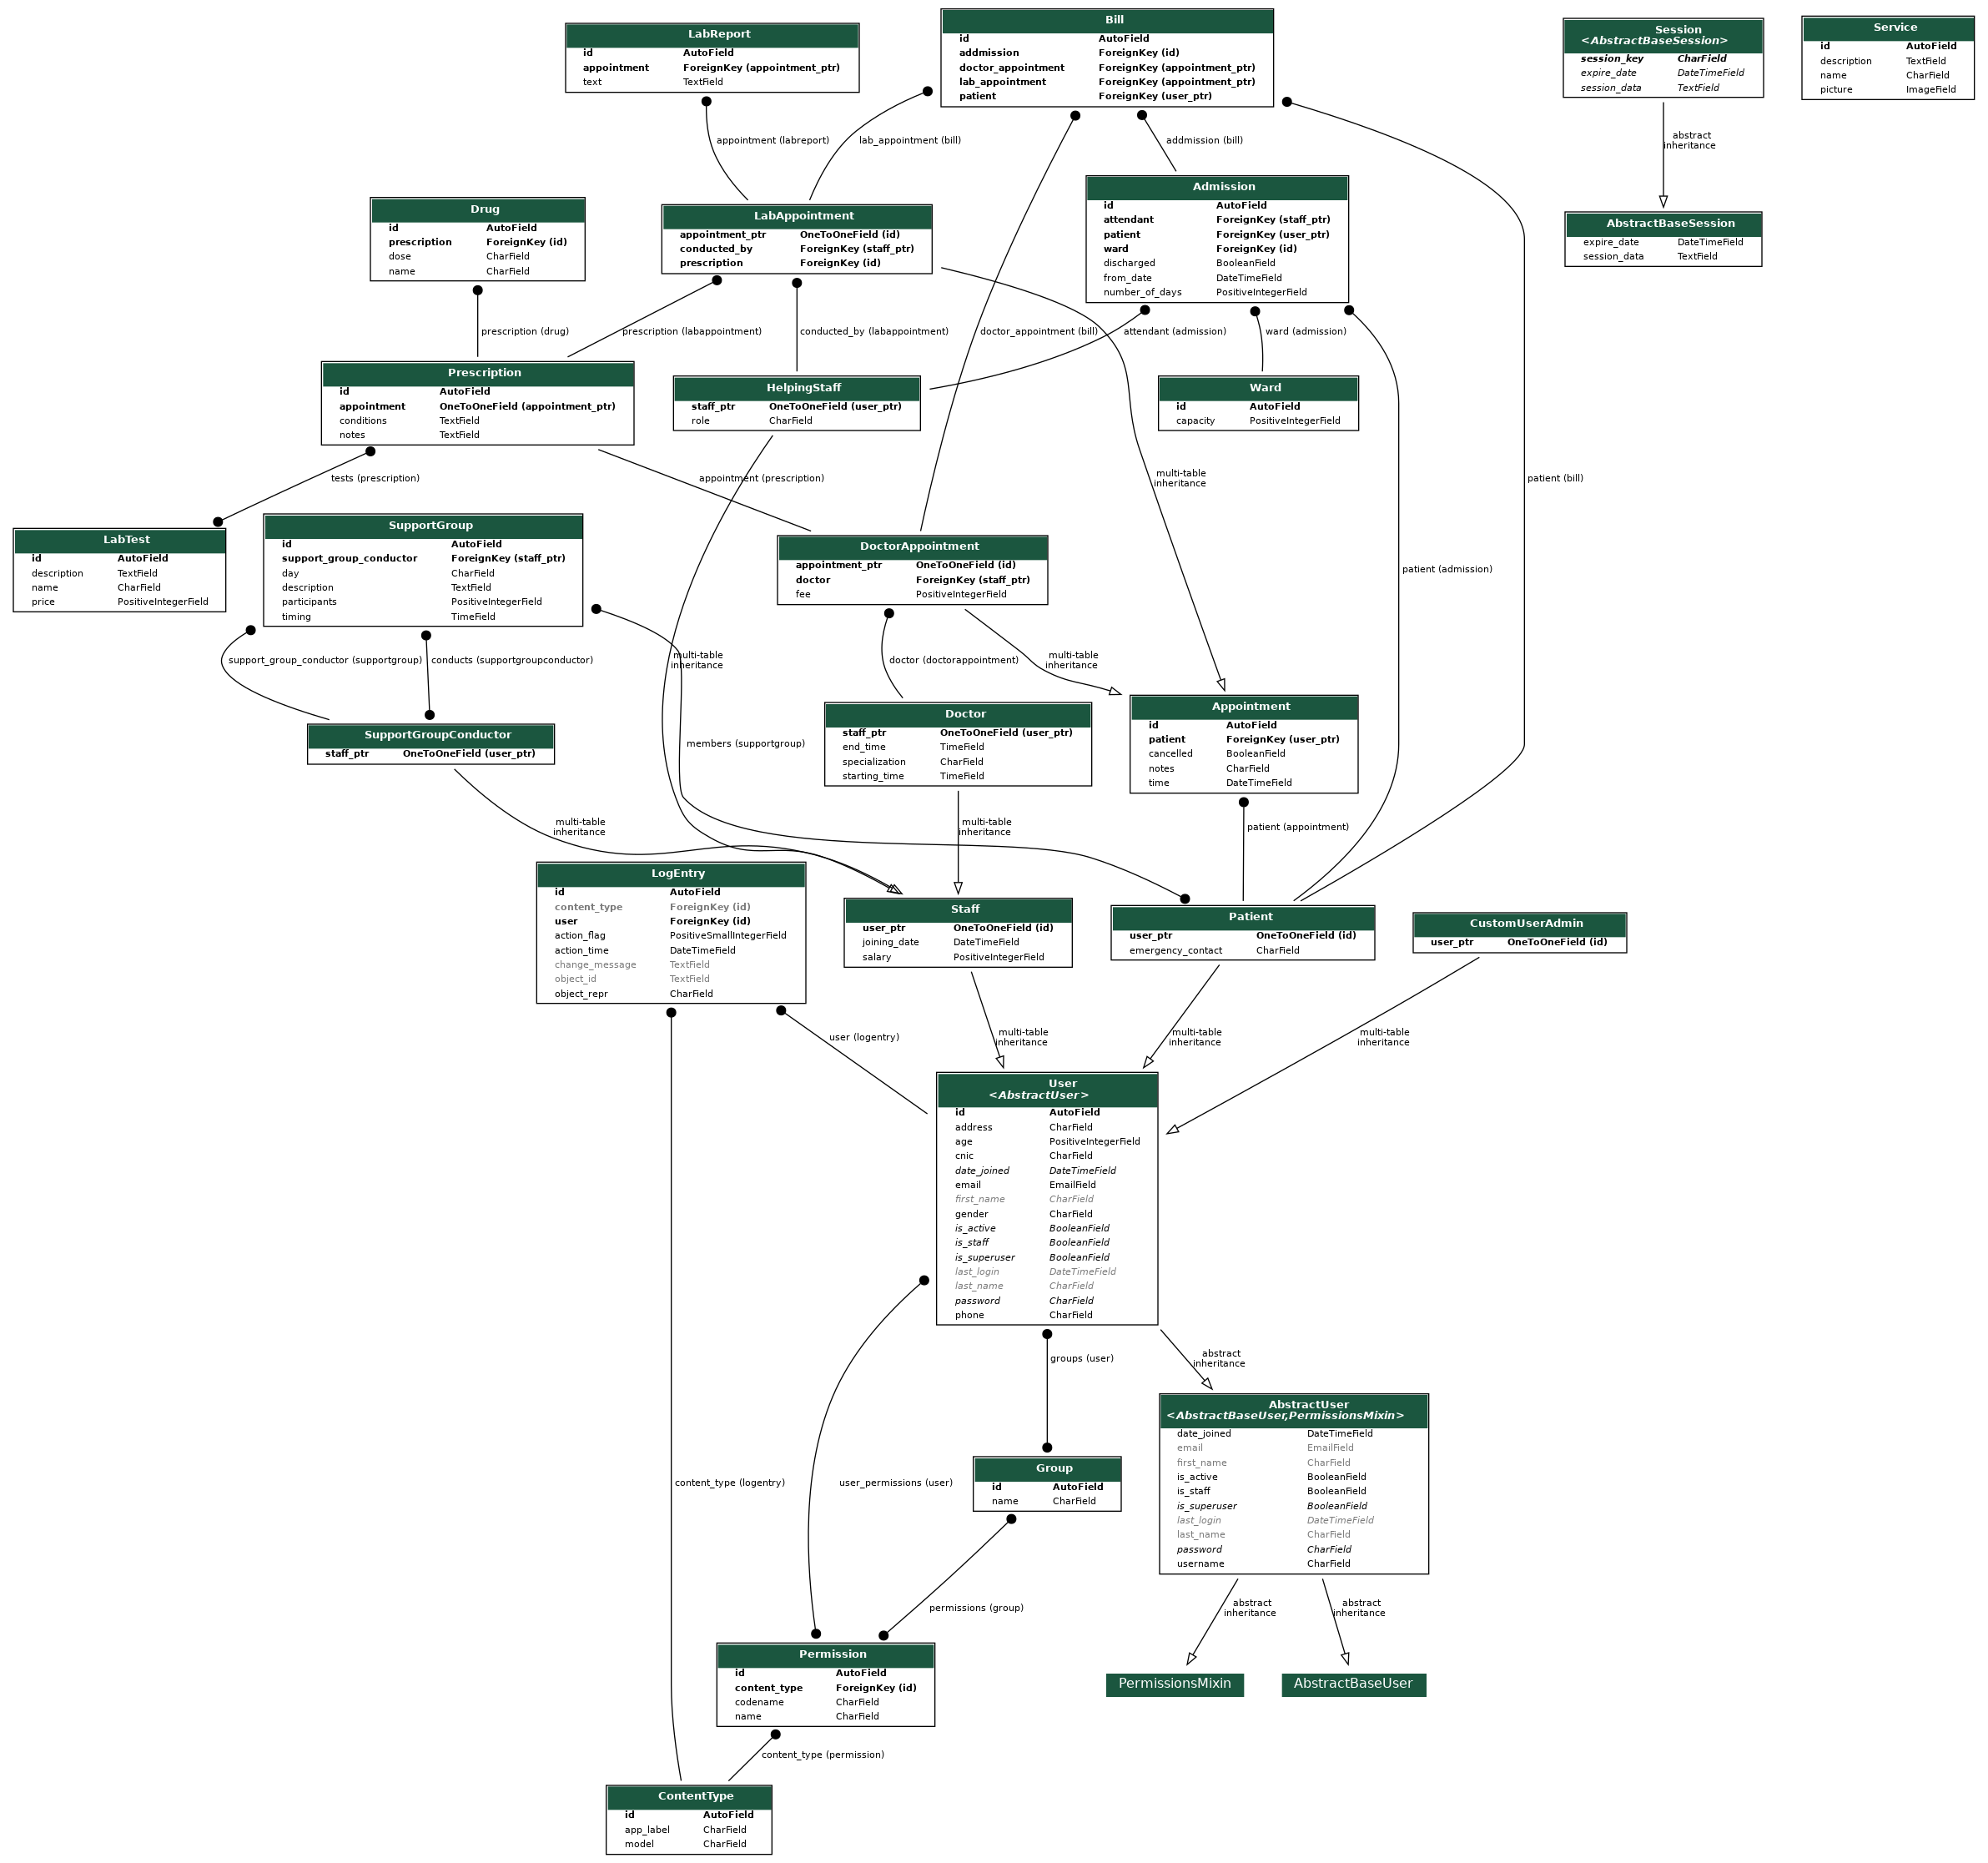 LabReport
id AutoField
appointment ForeignKey (appointment_ptr)
text TextField
Bill
id AutoField
addmission ForeignKey (id)
doctor_appointment ForeignKey (appointment_ptr)
lab_appointment ForeignKey (appointment_ptr)
patient ForeignKey (user_ptr)
Session
<AbstractBaseSession>
session_key CharField
expire_date DateTimeField
session_data TextField
Service
id AutoField
description TextField
name CharField
picture ImageField
appointment (labreport)
lab_appointment (bill)
addmission (bill)
abstract
inheritance
Drug
id AutoField
prescription ForeignKey (id)
dose CharField
name CharField
LabAppointment
appointment_ptr OneToOneField (id)
conducted_by ForeignKey (staff_ptr)
prescription ForeignKey (id)
Admission
id AutoField
attendant ForeignKey (staff_ptr)
patient ForeignKey (user_ptr)
ward ForeignKey (id)
discharged BooleanField
from_date DateTimeField
number_of_days PositiveIntegerField
AbstractBaseSession
expire_date DateTimeField
session_data TextField
prescription (drug)
prescription (labappointment)
conducted_by (labappointment)
doctor_appointment (bill)
attendant (admission)
ward (admission)
Prescription
id AutoField
appointment OneToOneField (appointment_ptr)
conditions TextField
notes TextField
HelpingStaff
staff_ptr OneToOneField (user_ptr)
role CharField
Ward
id AutoField
capacity PositiveIntegerField
tests (prescription)
appointment (prescription)
multi-table
inheritance
patient (bill)
LabTest
id AutoField
description TextField
name CharField
price PositiveIntegerField
SupportGroup
id AutoField
support_group_conductor ForeignKey (staff_ptr)
day CharField
description TextField
participants PositiveIntegerField
timing TimeField
DoctorAppointment
appointment_ptr OneToOneField (id)
doctor ForeignKey (staff_ptr)
fee PositiveIntegerField
patient (admission)
support_group_conductor (supportgroup)
conducts (supportgroupconductor)
multi-table
inheritance
doctor (doctorappointment)
multi-table
inheritance
SupportGroupConductor
staff_ptr OneToOneField (user_ptr)
members (supportgroup)
Doctor
staff_ptr OneToOneField (user_ptr)
end_time TimeField
specialization CharField
starting_time TimeField
Appointment
id AutoField
patient ForeignKey (user_ptr)
cancelled BooleanField
notes CharField
time DateTimeField
multi-table
inheritance
multi-table
inheritance
patient (appointment)
LogEntry
id AutoField
content_type ForeignKey (id)
user ForeignKey (id)
action_flag PositiveSmallIntegerField
action_time DateTimeField
change_message TextField
object_id TextField
object_repr CharField
Staff
user_ptr OneToOneField (id)
joining_date DateTimeField
salary PositiveIntegerField
Patient
user_ptr OneToOneField (id)
emergency_contact CharField
CustomUserAdmin
user_ptr OneToOneField (id)
user (logentry)
multi-table
inheritance
multi-table
inheritance
multi-table
inheritance
User
<AbstractUser>
id AutoField
address CharField
age PositiveIntegerField
cnic CharField
date_joined DateTimeField
email EmailField
first_name CharField
gender CharField
is_active BooleanField
is_staff BooleanField
is_superuser BooleanField
last_login DateTimeField
last_name CharField
password CharField
phone CharField
groups (user)
abstract
inheritance
AbstractUser
<AbstractBaseUser,PermissionsMixin>
date_joined DateTimeField
email EmailField
first_name CharField
is_active BooleanField
is_staff BooleanField
is_superuser BooleanField
last_login DateTimeField
last_name CharField
password CharField
username CharField
content_type (logentry)
user_permissions (user)
Group
id AutoField
name CharField
permissions (group)
abstract
inheritance
abstract
inheritance
Permission
id AutoField
content_type ForeignKey (id)
codename CharField
name CharField
PermissionsMixin
AbstractBaseUser
content_type (permission)
ContentType
id AutoField
app_label CharField
model CharField